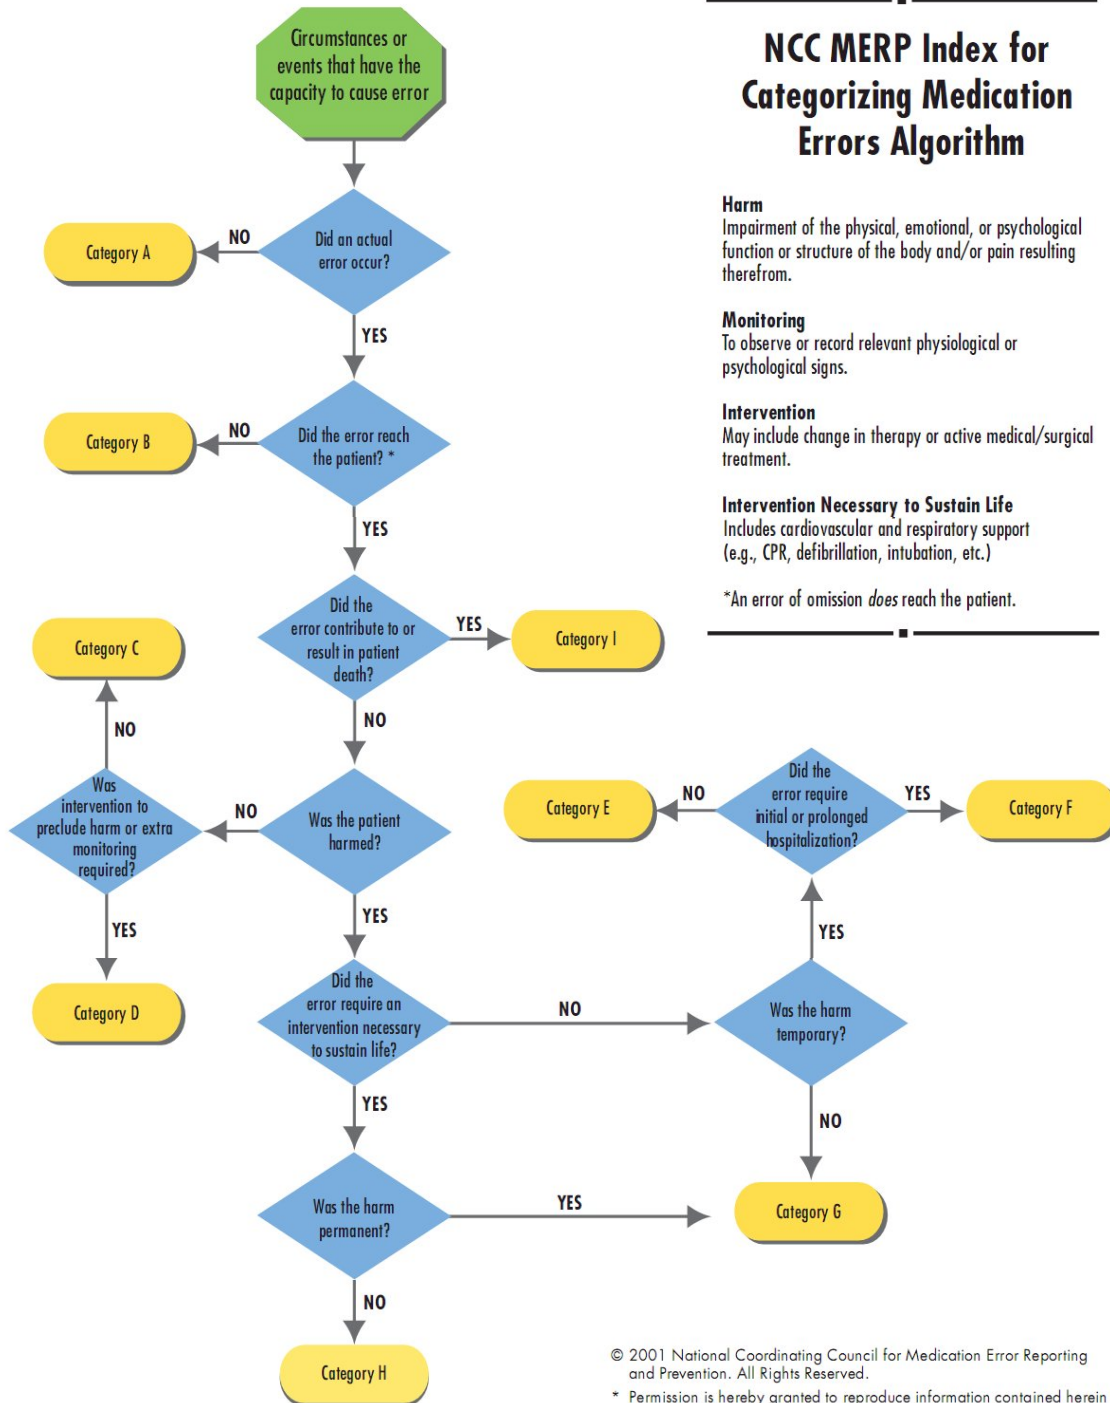 NCC MERP Index for
Categorizing Medication
Errors Algorithm
Harm
Impairment of the physical, emotional, or psychological
function or structure of the body and/or pain resulting
therefrom.
Monitoring
To observe or record relevant physiological or
psychological signs.
Intervention
May include change in therapy or active medical/surgical
treatment.
Intervention Necessary to Sustain Life
Includes cardiovascular and respiratory support
(e.g., CPR, defibrillation, intubation, etc.)
*An error of omission does reach the patient.
Circumstances or
events that have the
capacity to cause error
Did an actual
error occur?
NO
Category A
YES
Did the error reach
the patient? *
NO
Category B
YES
Did the
error contribute to or
result in patient
death?
YES
Category I
NO
Was the patient
harmed?
NO
Was
intervention to
preclude harm or extra
monitoring
required?
NO
Category C
YES
Category D
YES
Did the
error require an
intervention necessary
to sustain life?
NO
Was the harm
temporary?
YES
Did the
error require
initial or prolonged
hospitalization?
NO
Category E
YES
Category F
NO
Category G
YES
Was the harm
permanent?
YES
NO
Category H
© 2001 National Coordinating Council for Medication Error Reporting
and Prevention. All Rights Reserved.
* Permission is hereby granted to reproduce information contained herein